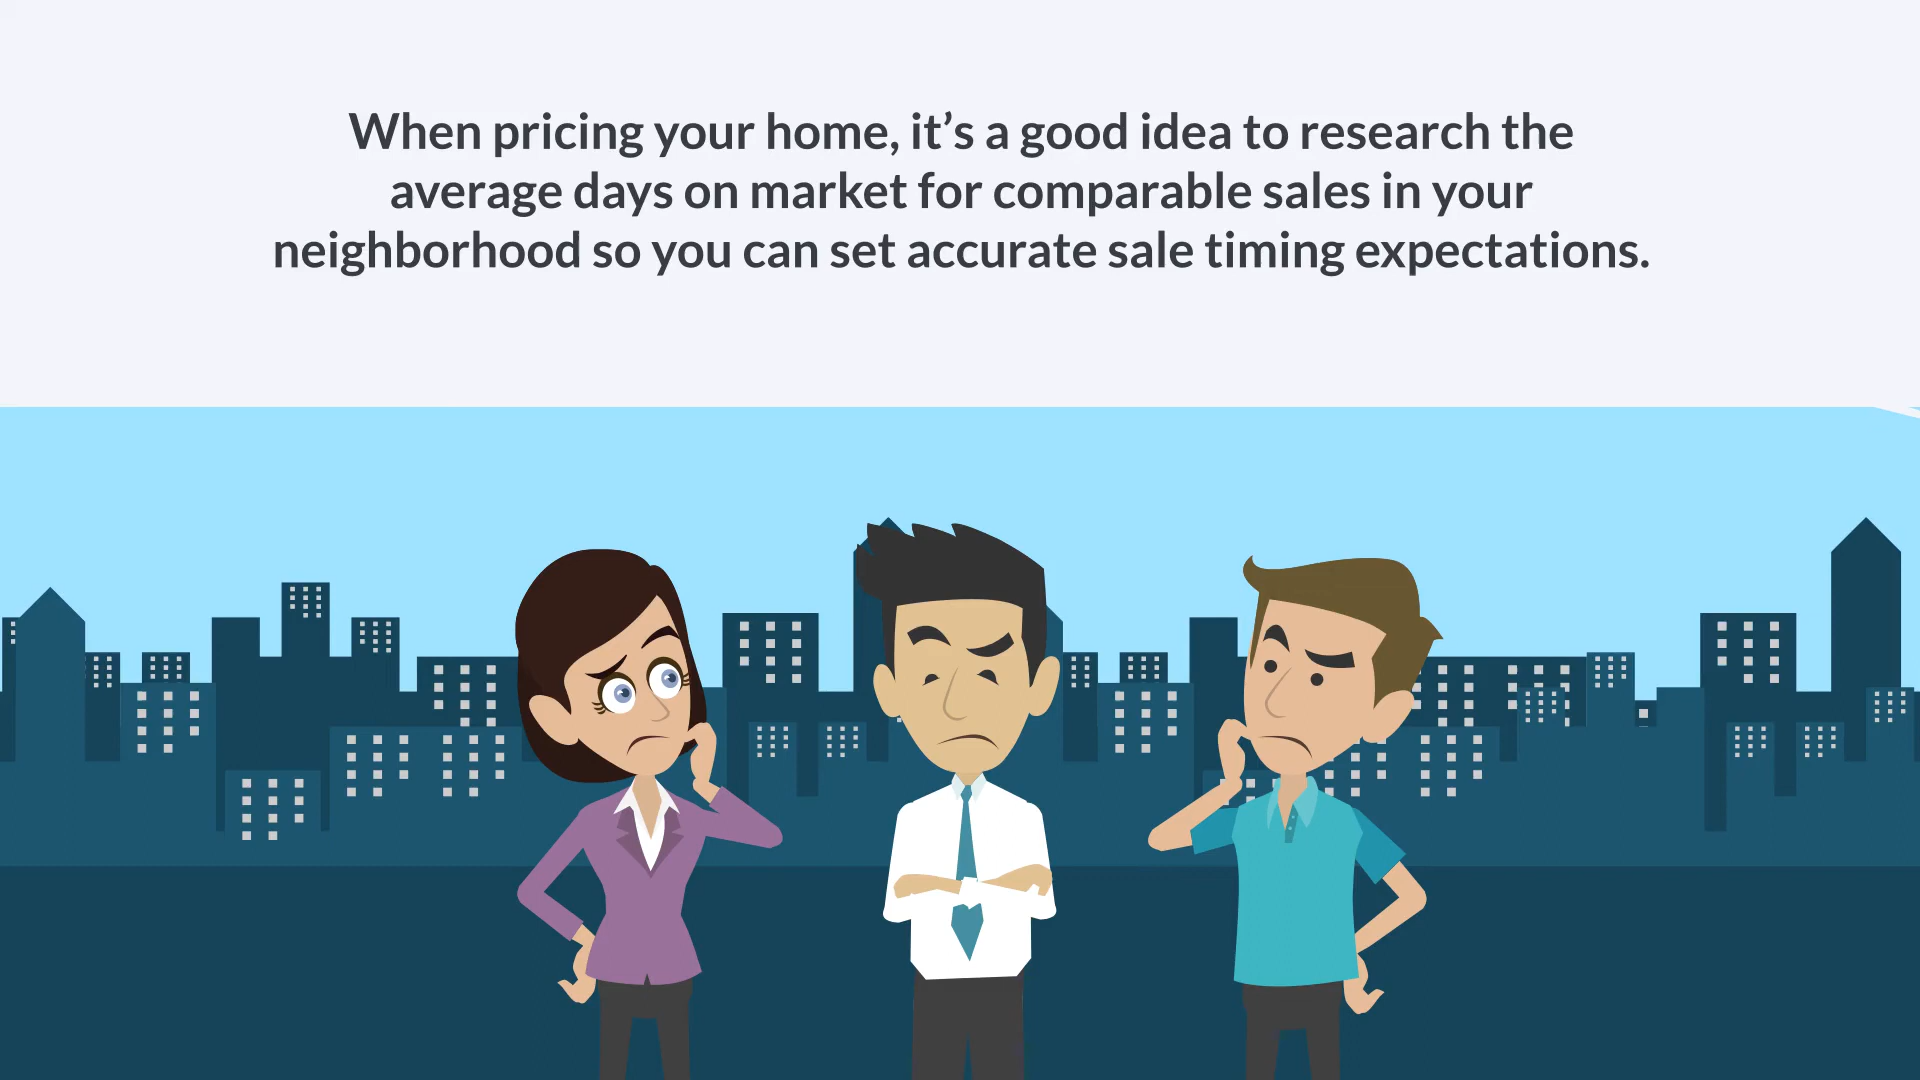 When pricing your home, it’s a good idea to research the
average days on market for comparable sales in your
neighborhood so you can set accurate sale timing expectations.